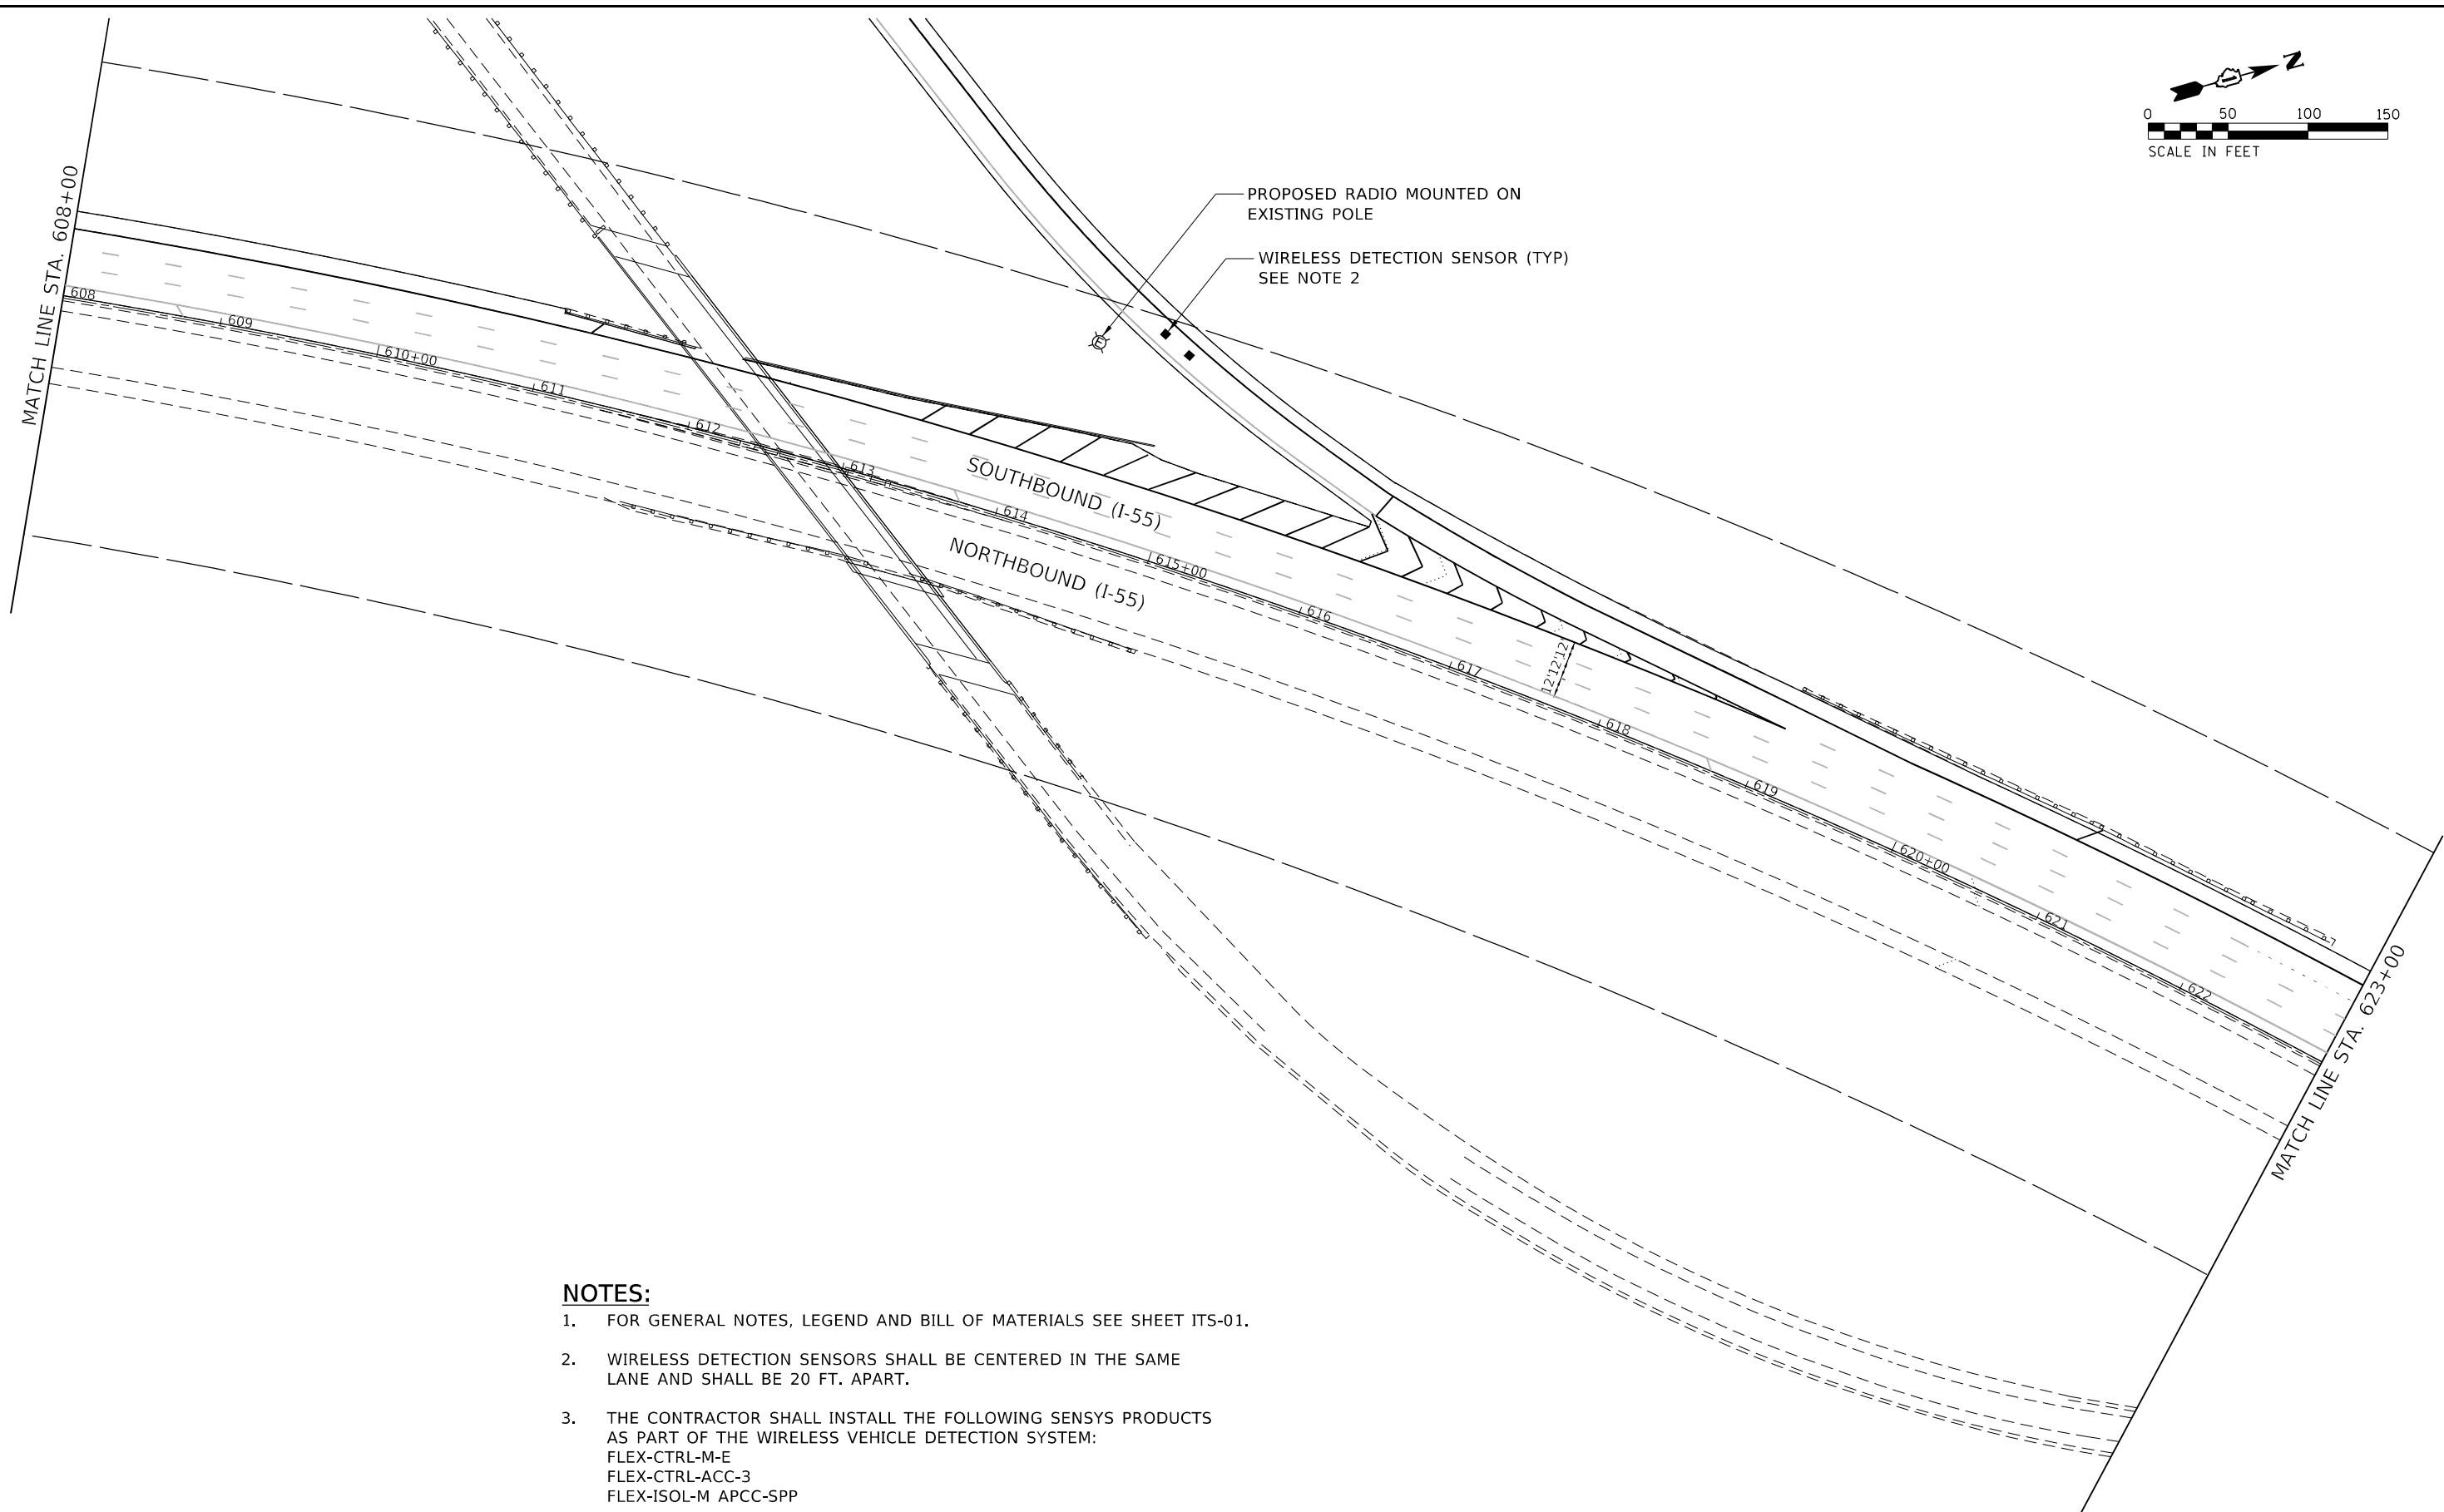 N
0 50 100 150
SCALE IN FEET
MATCH LINE STA. 608+00
PROPOSED RADIO MOUNTED ON
EXISTING POLE
WIRELESS DETECTION SENSOR (TYP)
SEE NOTE 2
E
608
609
610+00
611
612
613
614
615+00
616
617
618
619
620+00
621
622
SOUTHBOUND (I-55)
NORTHBOUND (I-55)
12'12'12'
MATCH LINE STA. 623+00
NOTES:
1. FOR GENERAL NOTES, LEGEND AND BILL OF MATERIALS SEE SHEET ITS-01.
2. WIRELESS DETECTION SENSORS SHALL BE CENTERED IN THE SAME
LANE AND SHALL BE 20 FT. APART.
3. THE CONTRACTOR SHALL INSTALL THE FOLLOWING SENSYS PRODUCTS
AS PART OF THE WIRELESS VEHICLE DETECTION SYSTEM:
FLEX-CTRL-M-E
FLEX-CTRL-ACC-3
FLEX-ISOL-M APCC-SPP